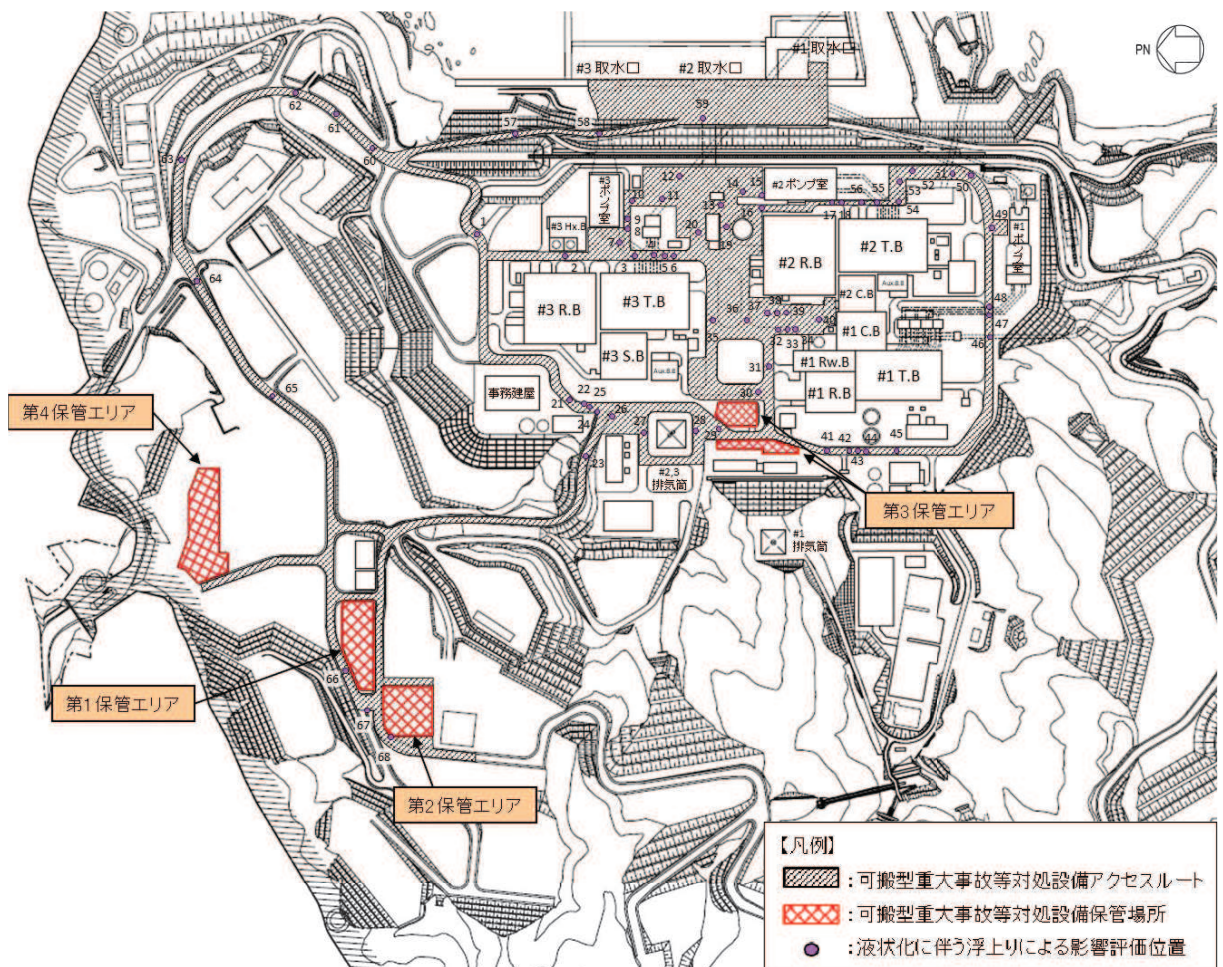 #1 取水口
#3 取水口
#2 取水口
PN
62
61
60
63
57
58
59
64
65
1
2
3
4
5
6
7
8
9
10
11
12
13
14
15
16
17
18
19
20
#3 ポンプ室
#3 Hx.B
#2 ポンプ室
56
55
54
53
52
51
50
49
#1 ポンプ室
48
47
46
#2 T.B
#2 R.B
#2 C.B
Aux.B.B
#1 C.B
#1 Rw.B
#1 R.B
#1 T.B
#3 R.B
#3 T.B
#3 S.B
Aux.B.B
事務建屋
35
36
37
38
39
40
32
33
34
31
30
21
22
25
24
26
23
27
28
29
41
42
43
44
45
#2,3
排気筒
#1
排気筒
第4保管エリア
第3保管エリア
66
第1保管エリア
67
68
第2保管エリア
【凡例】
:可搬型重大事故等対処設備アクセスルート
:可搬型重大事故等対処設備保管場所
:液状化に伴う浮上りによる影響評価位置